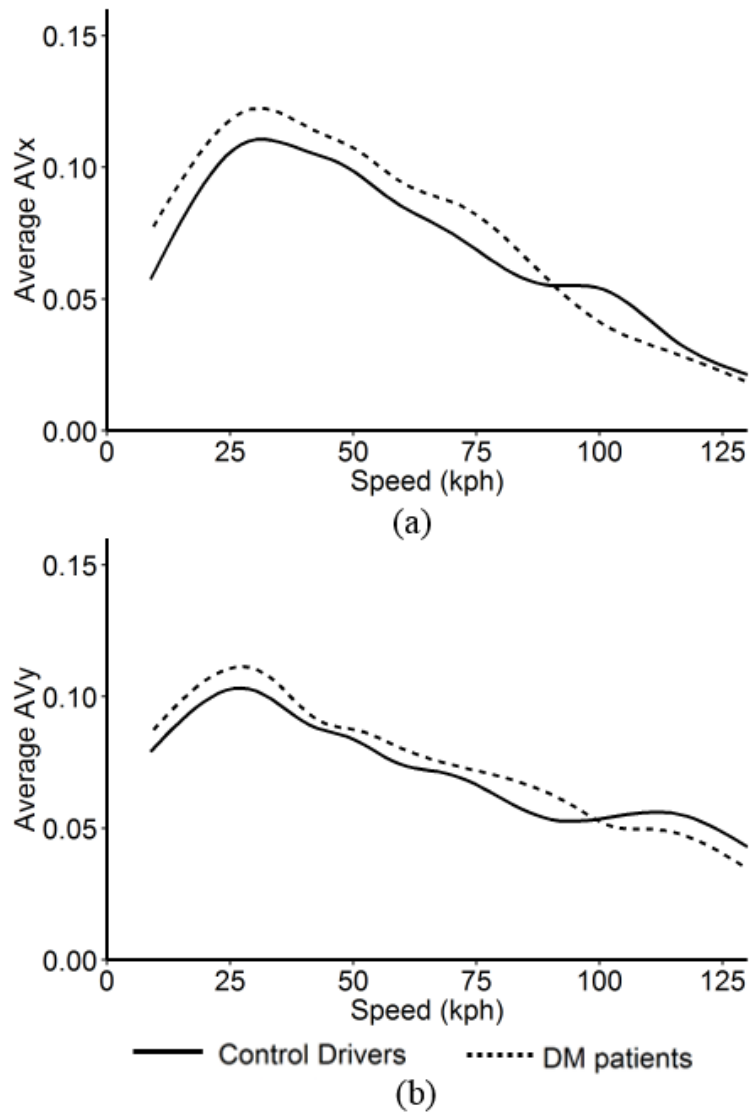 0.15
0.10
0.05
0.00
Average AVx
0 25 50 75 100 125
Speed (kph)
(a)
0.15
0.10
0.05
0.00
Average AVy
0 25 50 75 100 125
Speed (kph)
Control Drivers DM patients
(b)